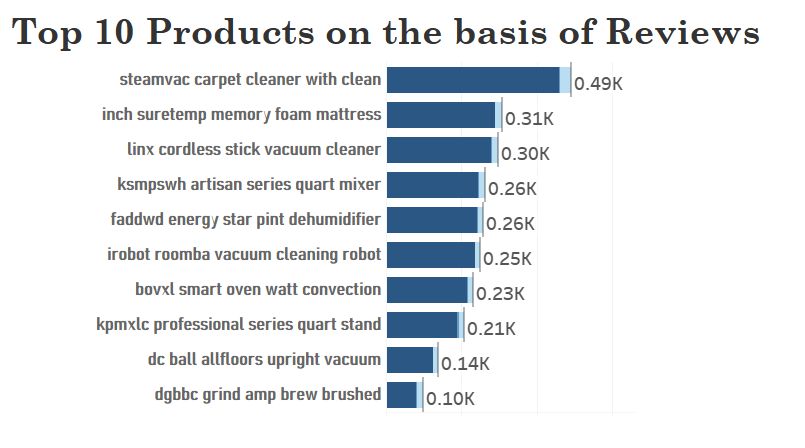 Top 10 Products on the basis of Reviews
steamvac carpet cleaner with clean 0.49K
inch suretemp memory foam mattress 0.31K
linx cordless stick vacuum cleaner 0.30K
ksmpswh artisan series quart mixer 0.26K
faddwd energy star pint dehumidifier 0.26K
irobot roomba vacuum cleaning robot 0.25K
bovxl smart oven watt convection 0.23K
kpmxlc professional series quart stand 0.21K
dc ball allfloors upright vacuum 0.14K
dgbbc grind amp brew brushed 0.10K